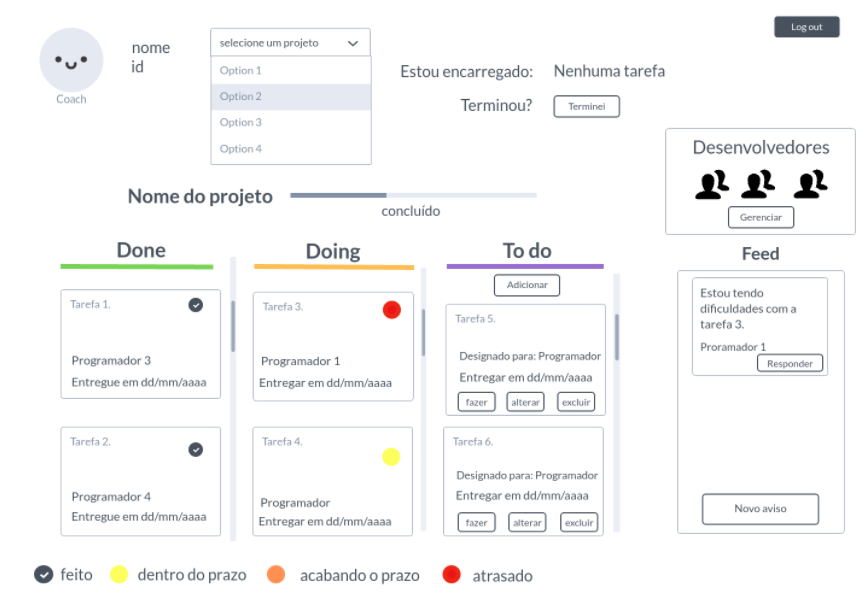 Log out
nome
id
Coach
selecione um projeto
Option 1
Option 2
Option 3
Option 4
Estou encarregado: Nenhuma tarefa
Terminou? Terminei
Desenvolvedores
Gerenciar
Nome do projeto
concluído
Done
Tarefa 1.
Programador 3
Entregue em dd/mm/aaaa
Tarefa 2.
Programador 4
Entregue em dd/mm/aaaa
Doing
Tarefa 3.
Programador 1
Entregar em dd/mm/aaaa
Tarefa 4.
Programador
Entregar em dd/mm/aaaa
To do
Adicionar
Tarefa 5.
Designado para: Programador
Entregar em dd/mm/aaaa
fazer alterar excluir
Tarefa 6.
Designado para: Programador
Entregar em dd/mm/aaaa
fazer alterar excluir
Feed
Estou tendo
dificuldades com a
tarefa 3.
Proramador 1
Responder
Novo aviso
feito dentro do prazo acabando o prazo atrasado